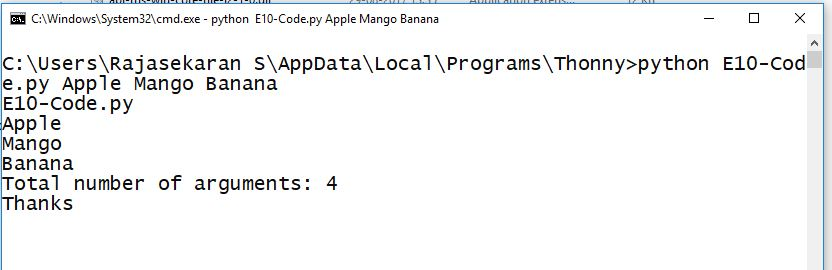 C:\Windows\System32\cmd.exe - python  E10-Code.py Apple Mango Banana
C:\Users\Rajasekaran S\AppData\Local\Programs\Thonny>python E10-Cod
e.py Apple Mango Banana
E10-Code.py
Apple
Mango
Banana
Total number of arguments: 4
Thanks